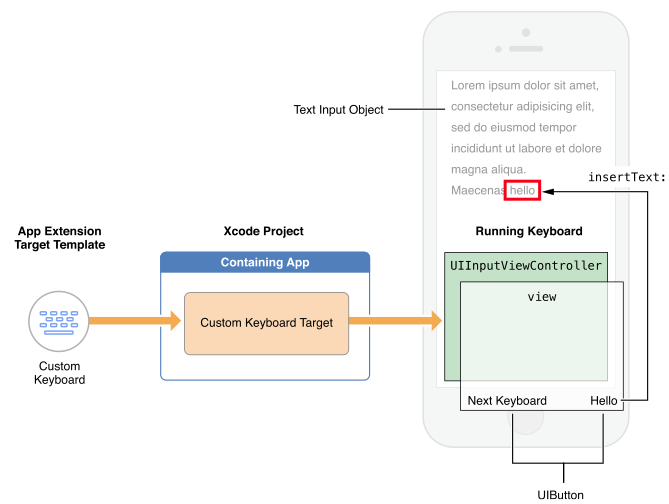 Lorem ipsum dolor sit amet,
consectetur adipisicing elit,
sed do eiusmod tempor
incididunt ut labore et dolore
magna aliqua.
Maecenas hello
Text Input Object
insertText:
App Extension
Target Template
Xcode Project
Running Keyboard
Containing App
UIInputViewController
view
Custom Keyboard Target
Custom
Keyboard
Next Keyboard
Hello
UIButton